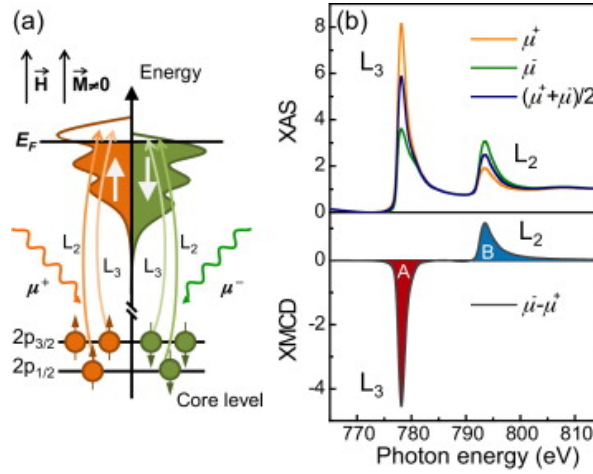 (a)
H M≠0
Energy
E_F
L₂ L₃ L₃ L₂
μ⁺ μ⁻
2p₃/₂
2p₁/₂
Core level
(b)
XAS
8
6
4
2
0
L₃
L₂
μ⁺
μ⁻
(μ⁺+μ⁻)/2
XMCD
0
-2
-4
A
B
L₂
L₃
μ⁻-μ⁺
770 780 790 800 810
Photon energy (eV)